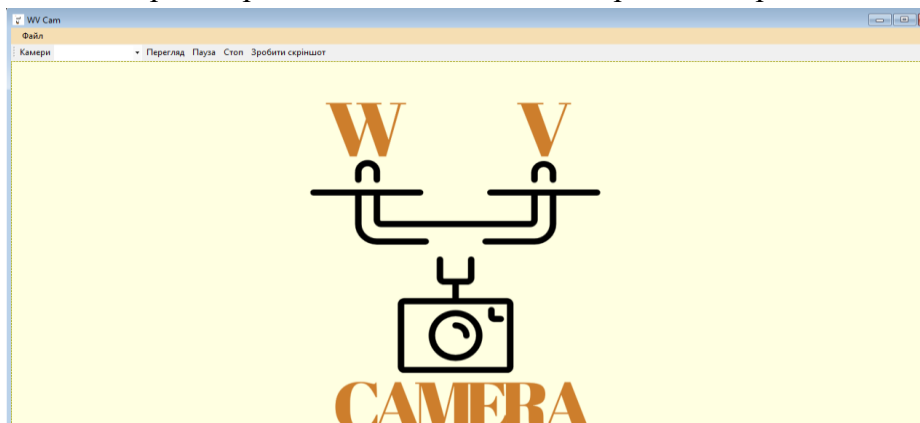 WV Cam
Файл
Камери Перегляд Пауза Стоп Зробити скріншот
W V
CAMERA